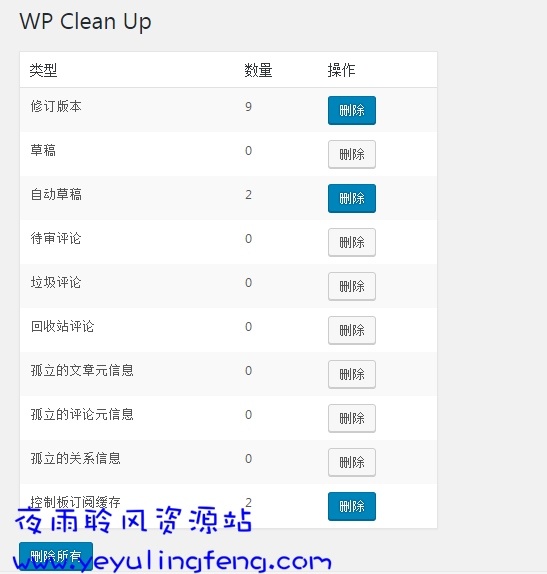 WP Clean Up
类型 数量 操作
修订版本 9 删除
草稿 0 删除
自动草稿 2 删除
待审评论 0 删除
垃圾评论 0 删除
回收站评论 0 删除
孤立的文章元信息 0 删除
孤立的评论元信息 0 删除
孤立的关系信息 0 删除
控制板订阅缓存 2 删除
夜雨聆风资源站
删除所有
www.yeyulingfeng.com